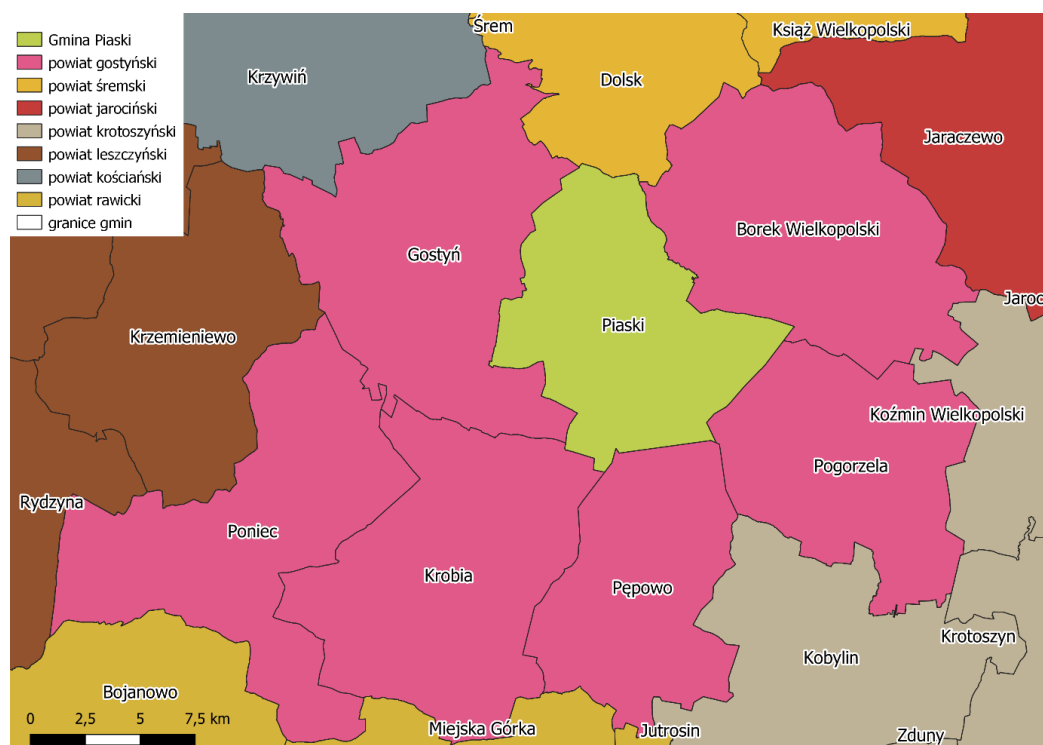 Gmina Piaski
powiat gostyński
powiat śremski
powiat jarociński
powiat krotoszyński
powiat leszczyński
powiat kościański
powiat rawicki
granice gmin
Śrem
Książ Wielkopolski
Krzywiń
Dolsk
Jaraczewo
Borek Wielkopolski
Gostyń
Jaroc
Piaski
Krzemieniewo
Koźmin Wielkopolski
Pogorzela
Rydzyna
Poniec
Krobia
Pępowo
Krotoszyn
Kobylin
Bojanowo
0 2,5 5 7,5 km
Miejska Górka
Jutrosin
Zduny